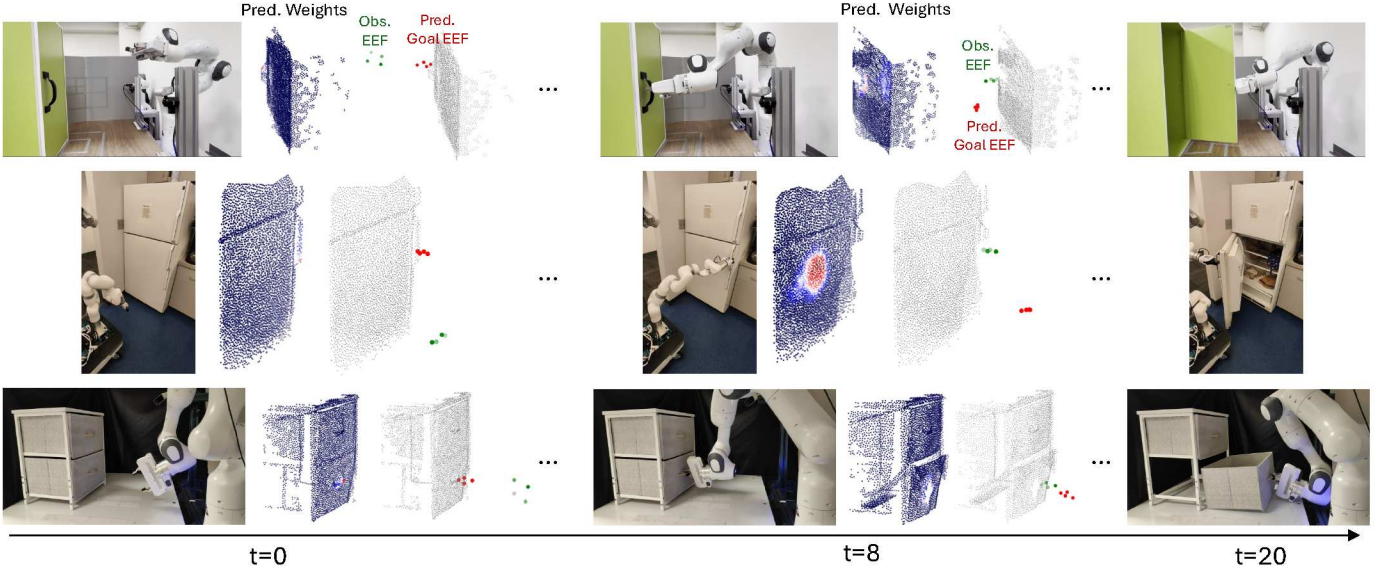 Pred. Weights
Obs.
EEF
Pred.
Goal EEF
...
Pred. Weights
Obs.
EEF
Pred.
Goal EEF
...
...
...
...
...
t=0
t=8
t=20